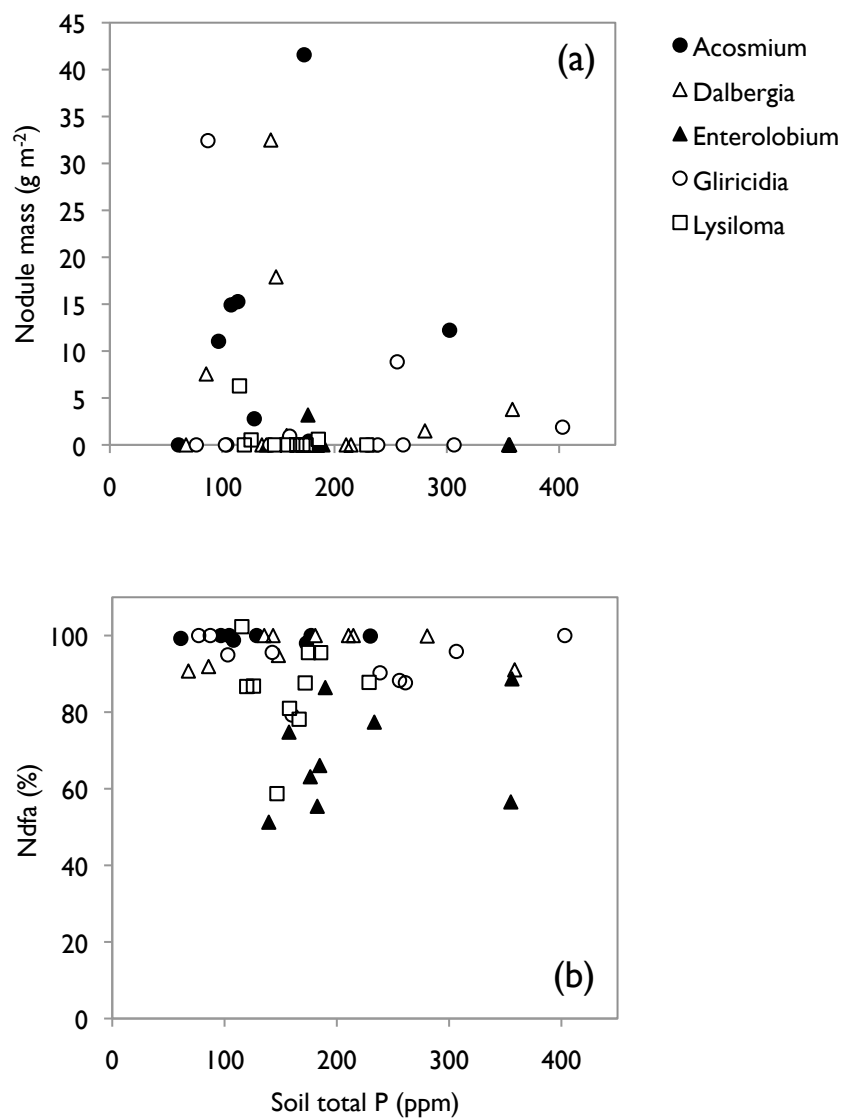 45
40
35
30
25
20
15
10
5
0
Nodule mass (g m-2)
(a)
0 100 200 300 400
Acosmium
Dalbergia
Enterolobium
Gliricidia
Lysiloma
100
80
60
40
20
0
Ndfa (%)
(b)
0 100 200 300 400
Soil total P (ppm)